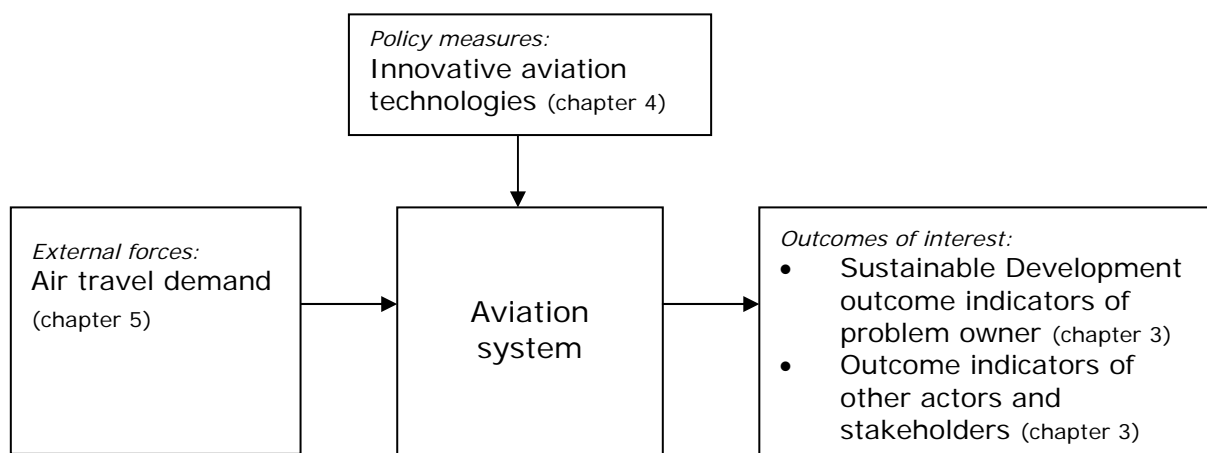 Policy measures:
Innovative aviation
technologies (chapter 4)
External forces:
Air travel demand
(chapter 5)
Aviation
system
Outcomes of interest:
• Sustainable Development
outcome indicators of
problem owner (chapter 3)
• Outcome indicators of
other actors and
stakeholders (chapter 3)